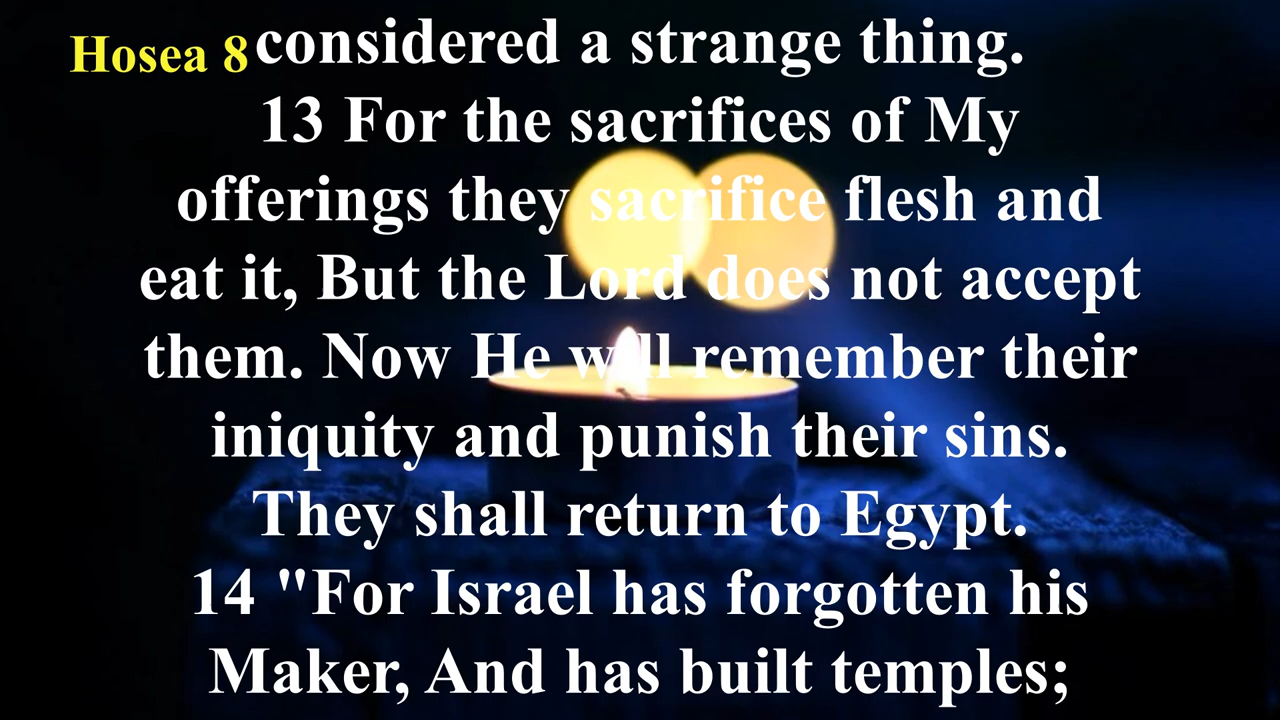 Hosea 8
considered a strange thing.
13 For the sacrifices of My
offerings they sacrifice flesh and
eat it, But the Lord does not accept
them. Now He will remember their
iniquity and punish their sins.
They shall return to Egypt.
14 "For Israel has forgotten his
Maker, And has built temples;